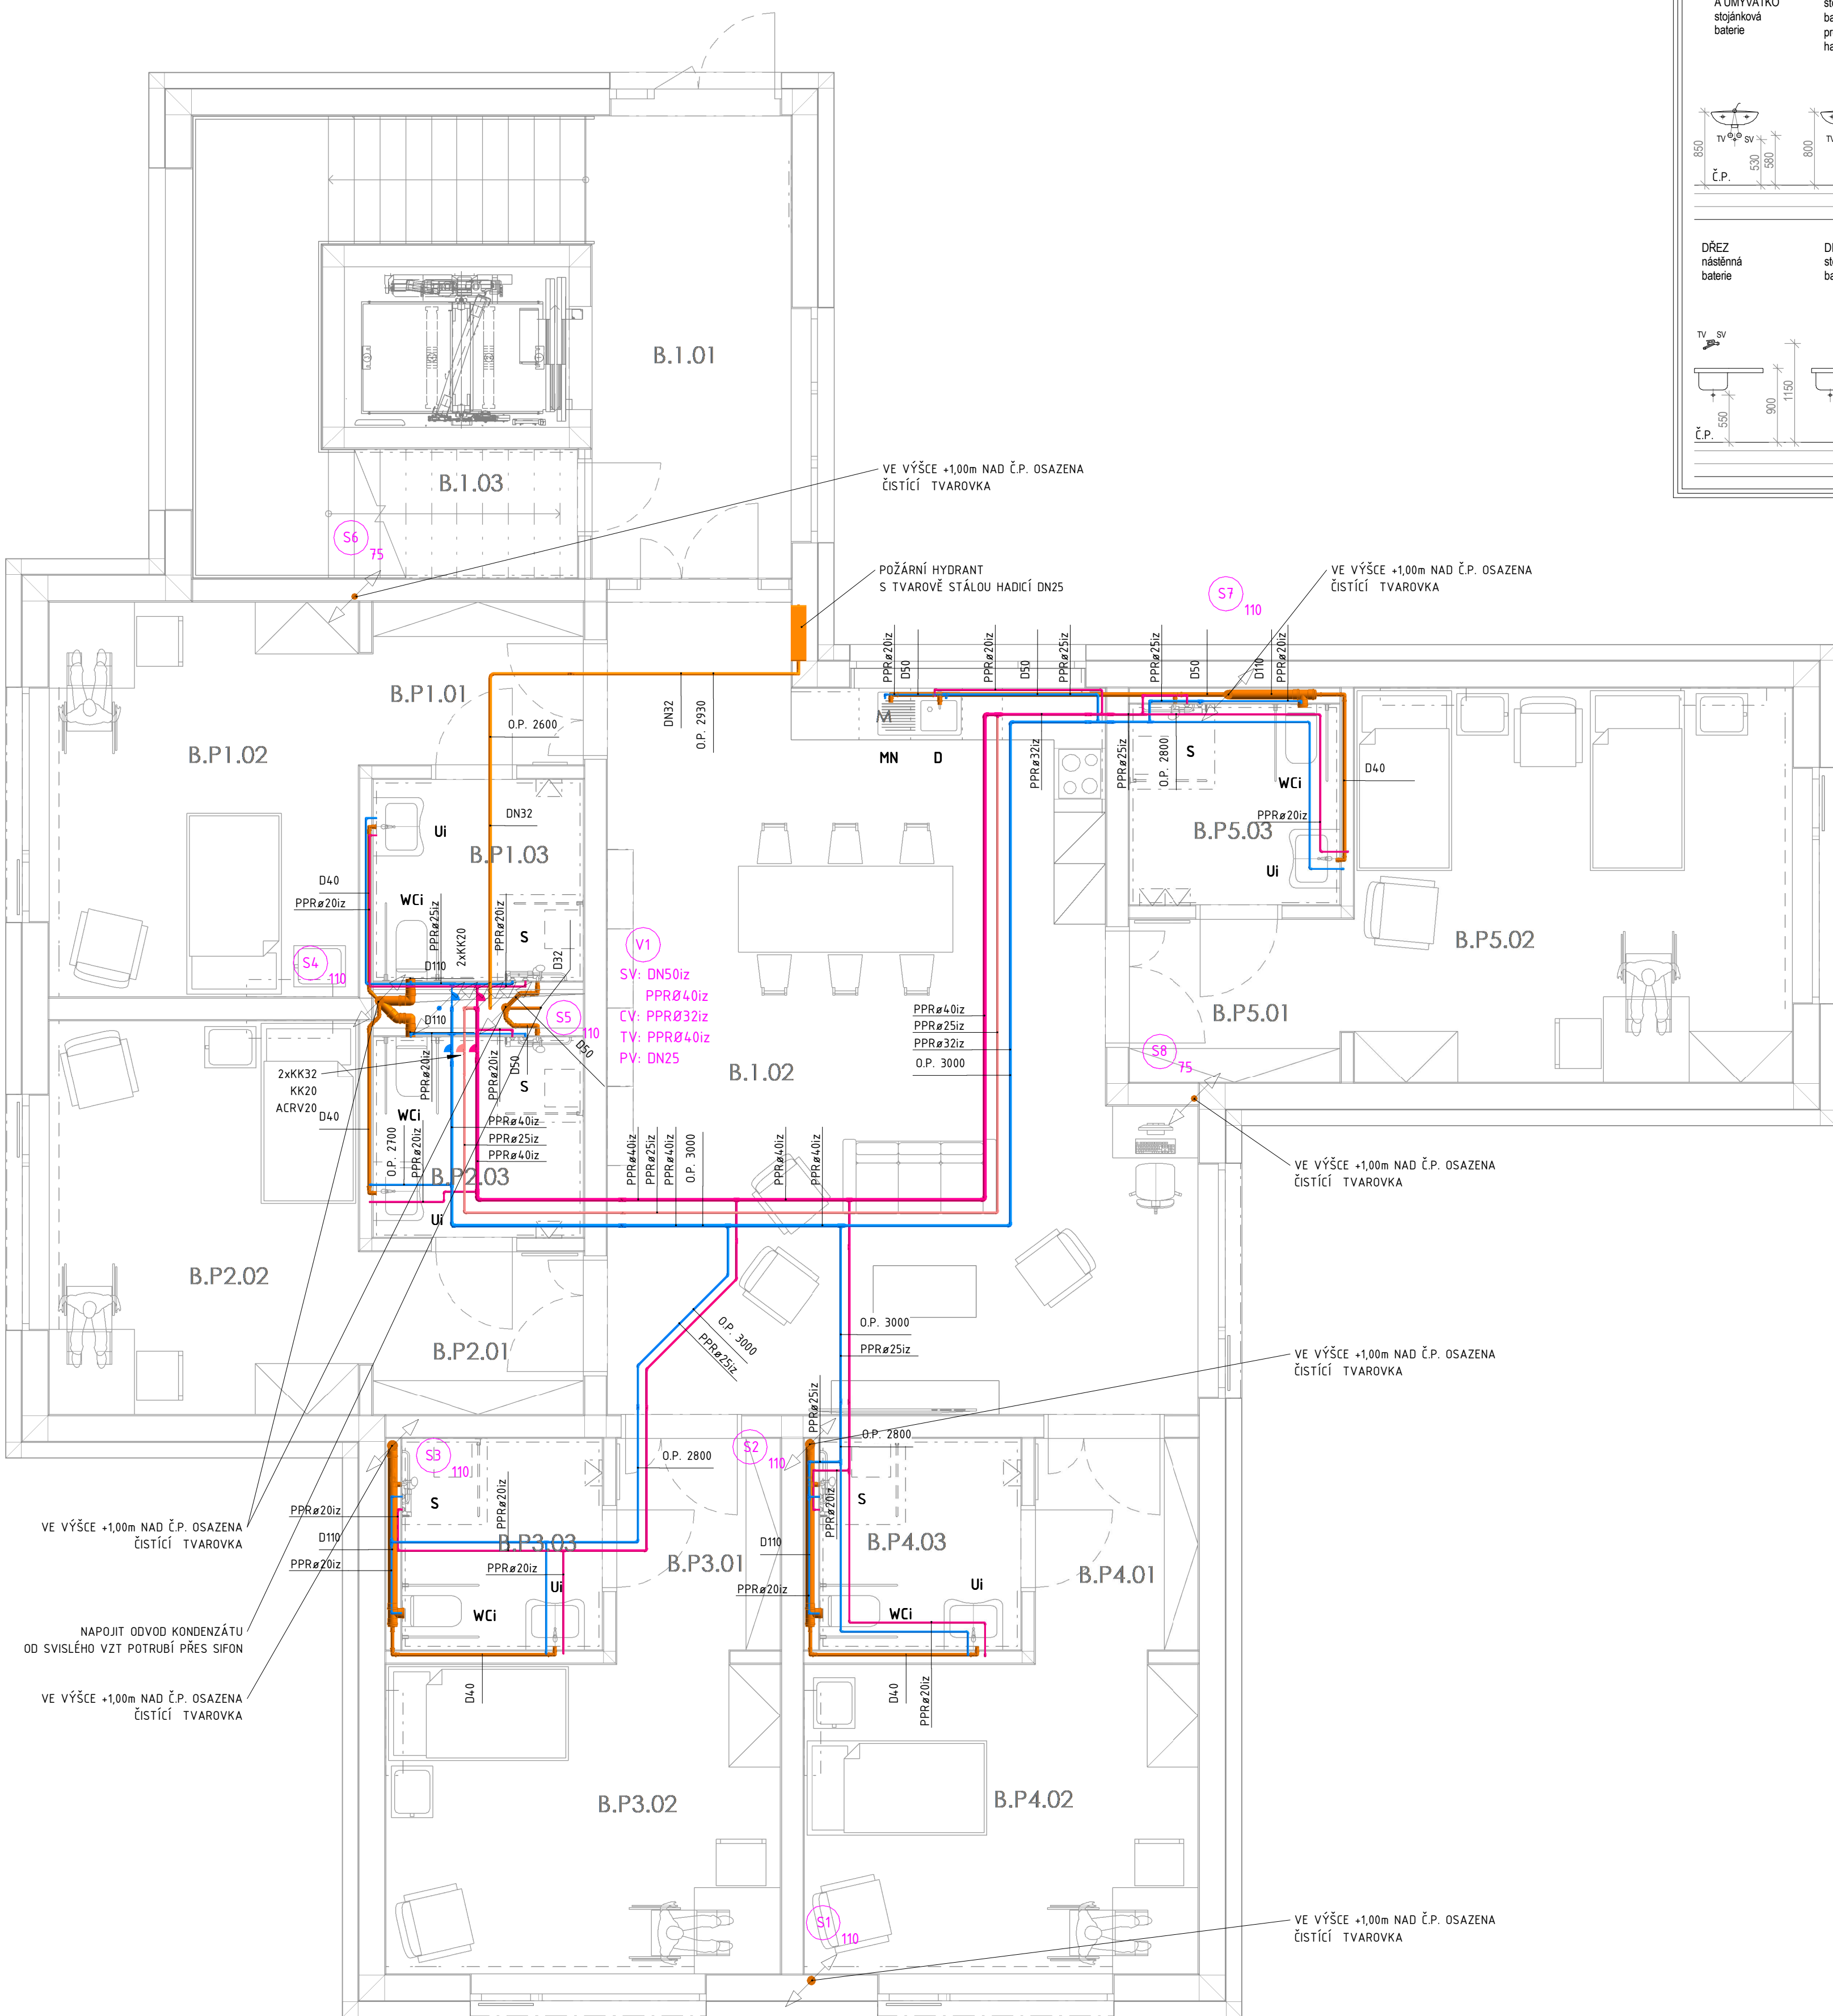 A UMÝVÁTKO
stojánková
baterie
850
TV
SV
530
580
800
Č.P.
DŘEZ
nástěnná
baterie
TV SV
550
900
1150
Č.P.
B.1.01
B.1.03
VE VÝŠCE +1,00m NAD Č.P. OSAZENA
ČISTÍCÍ TVAROVKA
S6
75
POŽÁRNÍ HYDRANT
S TVAROVĚ STÁLOU HADICÍ DN25
VE VÝŠCE +1,00m NAD Č.P. OSAZENA
ČISTÍCÍ TVAROVKA
S7
110
PPRø20iz
D50
PPRø20iz
D50
PPRø25iz
PPRø25iz
D50
D110
PPRø20iz
B.P1.01
B.P1.02
O.P. 2600
DN32
O.P. 2930
M
MN
D
PPRø32iz
PPRø25iz
O.P. 2800
S
WCi
D40
PPRø20iz
B.P5.03
Ui
DN32
Ui
B.P1.03
D40
PPRø20iz
WCi
PPRø25iz
2xKK20
PPRø20iz
S
D32
B.P5.02
S4
110
D110
V1
SV: DN50iz
PPRØ40iz
CV: PPRØ32iz
TV: PPRØ40iz
PV: DN25
S5
110
D110
D50
PPRø40iz
PPRø25iz
PPRø32iz
O.P. 3000
B.P5.01
S8
75
B.1.02
2xKK32
KK20
ACRV20
D40
PPRø20iz
PPRø20iz
D50
S
WCi
O.P. 2700
PPRø20iz
PPRø40iz
PPRø25iz
PPRø40iz
B.P2.03
Ui
PPRø40iz
PPRø25iz
PPRø40iz
O.P. 3000
PPRø40iz
PPRø40iz
VE VÝŠCE +1,00m NAD Č.P. OSAZENA
ČISTÍCÍ TVAROVKA
B.P2.02
B.P2.01
O.P. 3000
PPRø25iz
O.P. 3000
PPRø25iz
VE VÝŠCE +1,00m NAD Č.P. OSAZENA
ČISTÍCÍ TVAROVKA
S3
110
O.P. 2800
S2
110
PPRø25iz
O.P. 2800
S
PPRø20iz
PPRø20iz
S
PPRø20iz
VE VÝŠCE +1,00m NAD Č.P. OSAZENA
ČISTÍCÍ TVAROVKA
D110
PPRø20iz
B.P3.03
PPRø20iz
Ui
WCi
B.P3.01
D110
PPRø20iz
B.P4.03
Ui
WCi
B.P4.01
NAPOJIT ODVOD KONDENZÁTU
OD SVISLÉHO VZT POTRUBÍ PŘES SIFON
VE VÝŠCE +1,00m NAD Č.P. OSAZENA
ČISTÍCÍ TVAROVKA
D40
D40
PPRø20iz
B.P3.02
B.P4.02
S1
110
VE VÝŠCE +1,00m NAD Č.P. OSAZENA
ČISTÍCÍ TVAROVKA